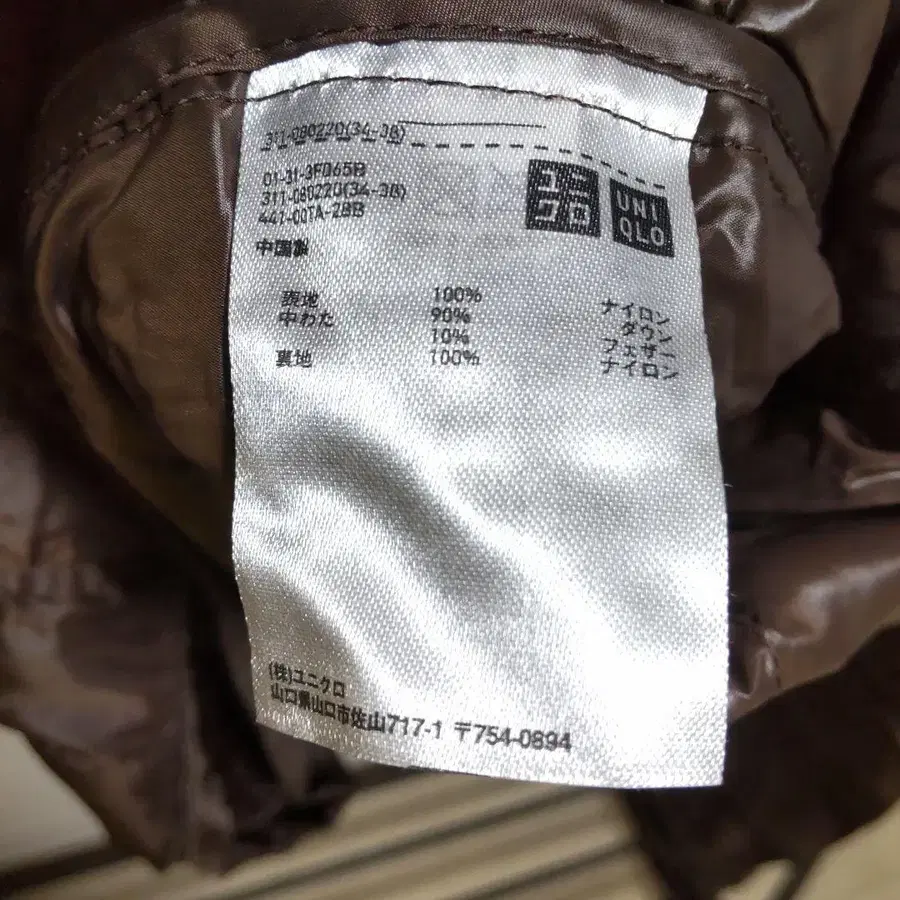 311-080220(34-38)
01-31-3F065B
311-080220(34-38)
441-00TA-28B
ユニクロ
UNIQLO
中国製
表地 100% ナイロン
中わた 90% ダウン
10% フェザー
裏地 100% ナイロン
(株)ユニクロ
山口県山口市佐山717-1 〒754-0894